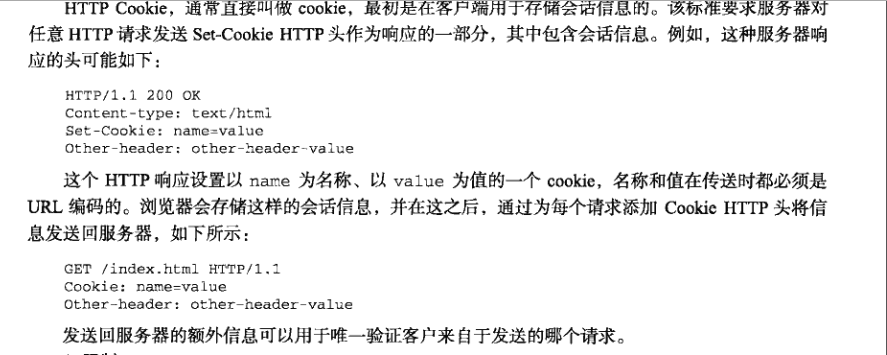 HTTP Cookie，通常直接叫做 cookie，最初是在客户端用于存储会话信息的。该标准要求服务器对
任意 HTTP 请求发送 Set-Cookie HTTP 头作为响应的一部分，其中包含会话信息。例如，这种服务器响
应的头可能如下：
HTTP/1.1 200 OK
Content-type: text/html
Set-Cookie: name=value
Other-header: other-header-value
这个 HTTP 响应设置以 name 为名称、以 value 为值的一个 cookie，名称和值在传送时都必须是
URL 编码的。浏览器会存储这样的会话信息，并在这之后，通过为每个请求添加 Cookie HTTP 头将信
息发送回服务器，如下所示：
GET /index.html HTTP/1.1
Cookie: name=value
Other-header: other-header-value
发送回服务器的额外信息可以用于唯一验证客户来自于发送的哪个请求。